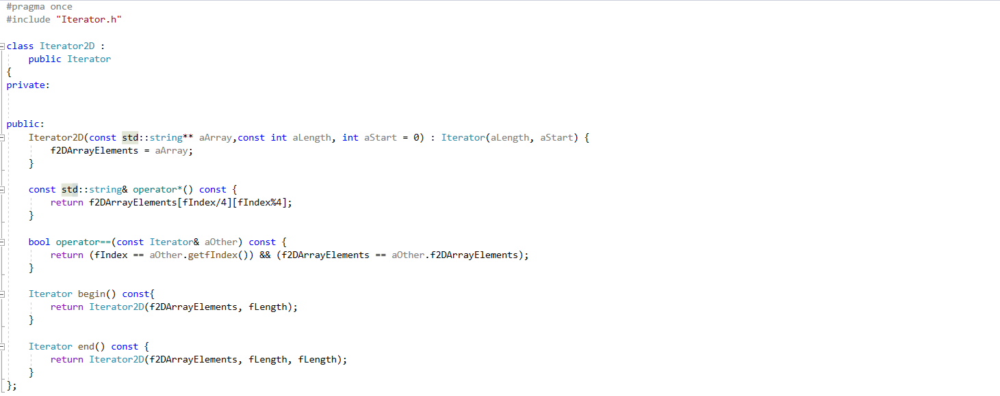 #pragma once
#include "Iterator.h"
class Iterator2D :
public Iterator
{
private:
public:
Iterator2D(const std::string** aArray,const int aLength, int aStart = 0) : Iterator(aLength, aStart) {
f2DArrayElements = aArray;
}
const std::string& operator*() const {
return f2DArrayElements[fIndex/4][fIndex%4];
}
bool operator==(const Iterator& aOther) const {
return (fIndex == aOther.getfIndex()) && (f2DArrayElements == aOther.f2DArrayElements);
}
Iterator begin() const{
return Iterator2D(f2DArrayElements, fLength);
}
Iterator end() const {
return Iterator2D(f2DArrayElements, fLength, fLength);
}
};